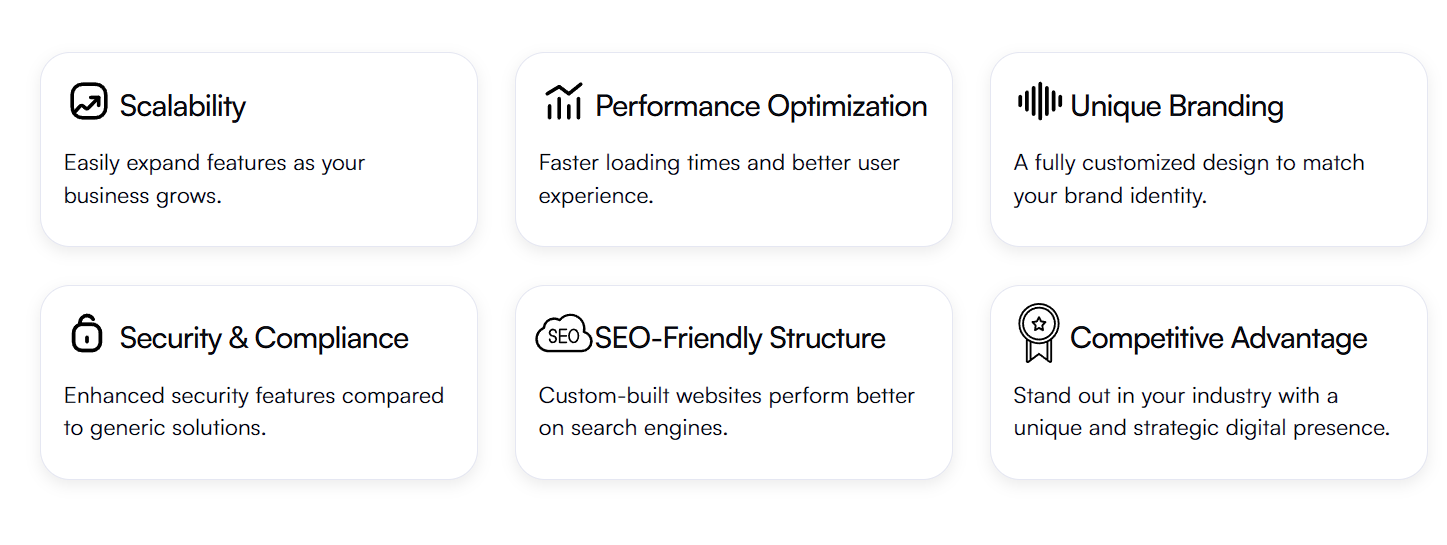 Scalability
Easily expand features as your
business grows.
Performance Optimization
Faster loading times and better user
experience.
Unique Branding
A fully customized design to match
your brand identity.
Security & Compliance
Enhanced security features compared
to generic solutions.
SEO
SEO-Friendly Structure
Custom-built websites perform better
on search engines.
Competitive Advantage
Stand out in your industry with a
unique and strategic digital presence.